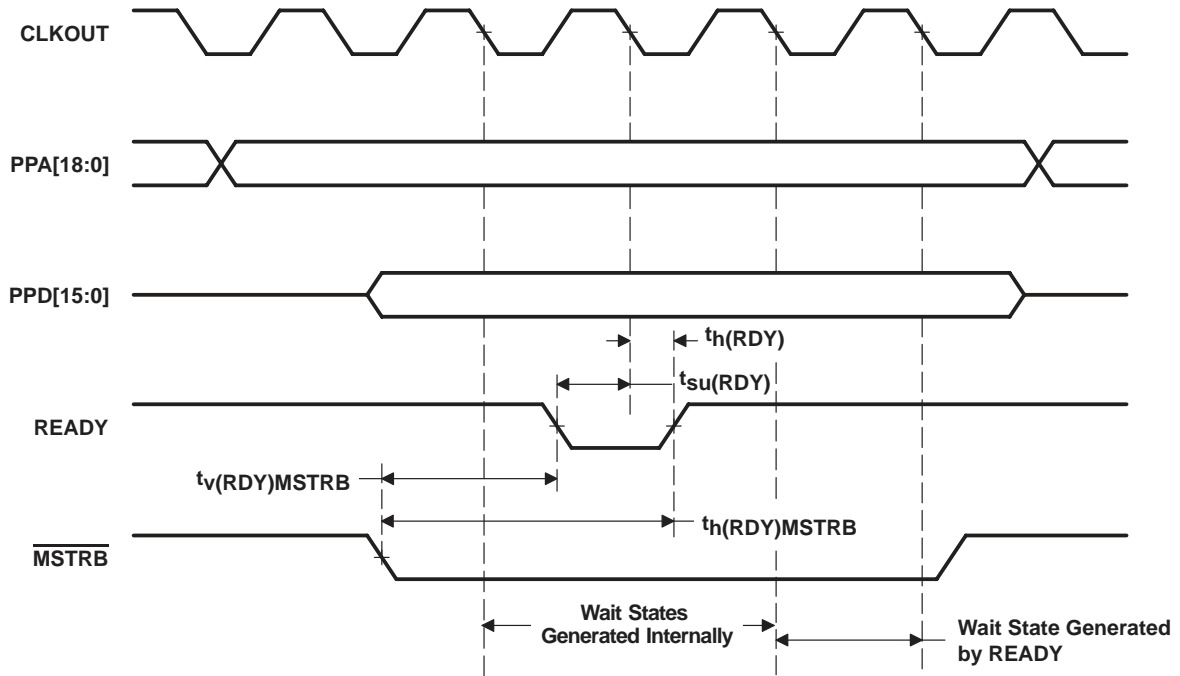 CLKOUT
PPA[18:0]
PPD[15:0]
th(RDY)
tsu(RDY)
READY
tv(RDY)MSTRB
th(RDY)MSTRB
MSTRB
Wait States
Generated Internally
Wait State Generated
by READY